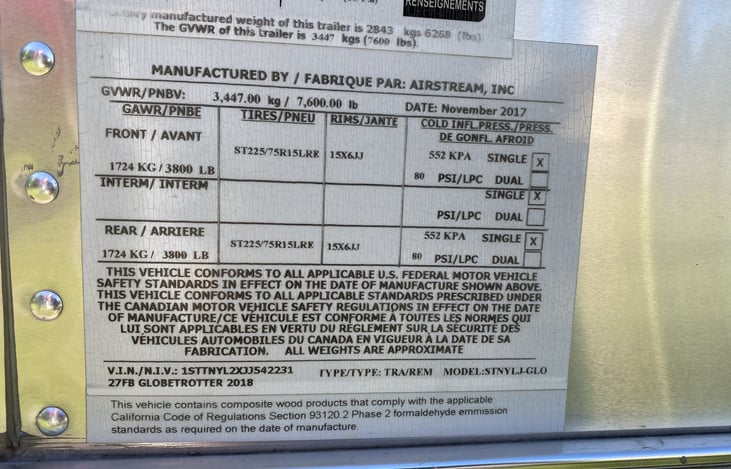 RENSEIGNEMENTS
manufactured weight of this trailer is 2843 kgs 6268 (lbs)
The GVWR of this trailer is 3447 kgs (7600 lbs).
MANUFACTURED BY / FABRIQUE PAR: AIRSTREAM, INC
GVWR/PNBV: 3,447.00 kg / 7,600.00 lb DATE: November 2017
GAWR/PNBE TIRES/PNEU RIMS/JANTE COLD INFL.PRESS./PRESS.
DE GONFL. AFROID
FRONT / AVANT ST225/75R15LRE 15X6JJ 552 KPA SINGLE X
1724 KG / 3800 LB 80 PSI/LPC DUAL
INTERM/ INTERM SINGLE X
PSI/LPC DUAL
REAR / ARRIERE ST225/75R15LRE 15X6JJ 552 KPA SINGLE X
1724 KG / 3800 LB 80 PSI/LPC DUAL
THIS VEHICLE CONFORMS TO ALL APPLICABLE U.S. FEDERAL MOTOR VEHICLE
SAFETY STANDARDS IN EFFECT ON THE DATE OF MANUFACTURE SHOWN ABOVE.
THIS VEHICLE CONFORMS TO ALL APPLICABLE STANDARDS PRESCRIBED UNDER
THE CANADIAN MOTOR VEHICLE SAFETY REGULATIONS IN EFFECT ON THE DATE
OF MANUFACTURE/CE VÉHICULE EST CONFORME À TOUTES LES NORMES QUI
LUI SONT APPLICABLES EN VERTU DU RÈGLEMENT SUR LA SÉCURITÉ DES
VÉHICULES AUTOMOBILES DU CANADA EN VIGUEUR À LA DATE DE SA
FABRICATION. ALL WEIGHTS ARE APPROXIMATE
V.I.N./N.I.V.: 1STTNYL2XJJ542231 TYPE/TYPE: TRA/REM MODEL:STNYLJ-GLO
27FB GLOBETROTTER 2018
This vehicle contains composite wood products that comply with the applicable
California Code of Regulations Section 93120.2 Phase 2 formaldehyde emmission
standards as required on the date of manufacture.